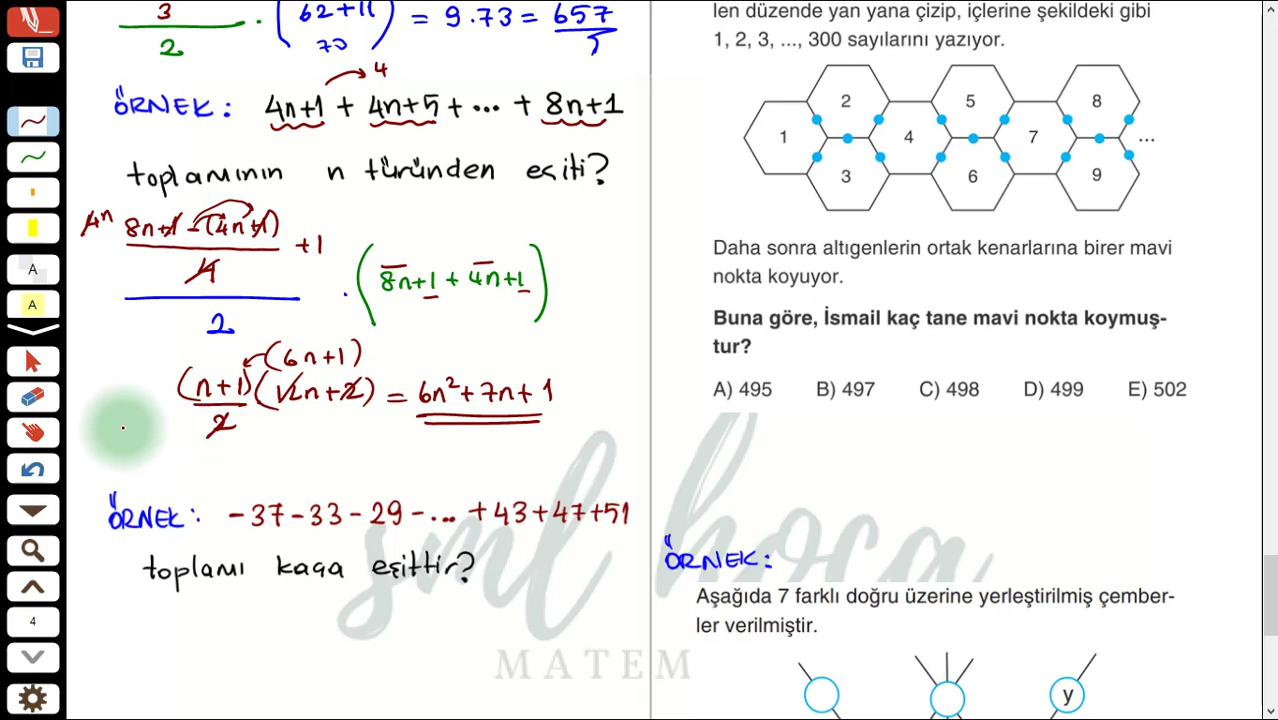 3
2
. (62+11) = 9.73 = 657
70
4
ÖRNEK: 4n+1 + 4n+5 + ... + 8n+1
toplamının n türünden eşiti?
4n 8n+1 - (4n+1) +1
4
2
. (8n+1 + 4n+1)
(6n+1)
(n+1) (12n+2) = 6n²+7n+1
2
ÖRNEK: -37-33-29-... +43+47+51
toplamı kaça eşittir?
len düzende yan yana çizip, içlerine şekildeki gibi
1, 2, 3, ..., 300 sayılarını yazıyor.
2 5 8
1 4 7 ...
3 6 9
Daha sonra altıgenlerin ortak kenarlarına birer mavi
nokta koyuyor.
Buna göre, İsmail kaç tane mavi nokta koymuş-
tur?
A) 495 B) 497 C) 498 D) 499 E) 502
ÖRNEK:
Aşağıda 7 farklı doğru üzerine yerleştirilmiş çember-
ler verilmiştir.
y
sml hoca
MATEM
A
A
4